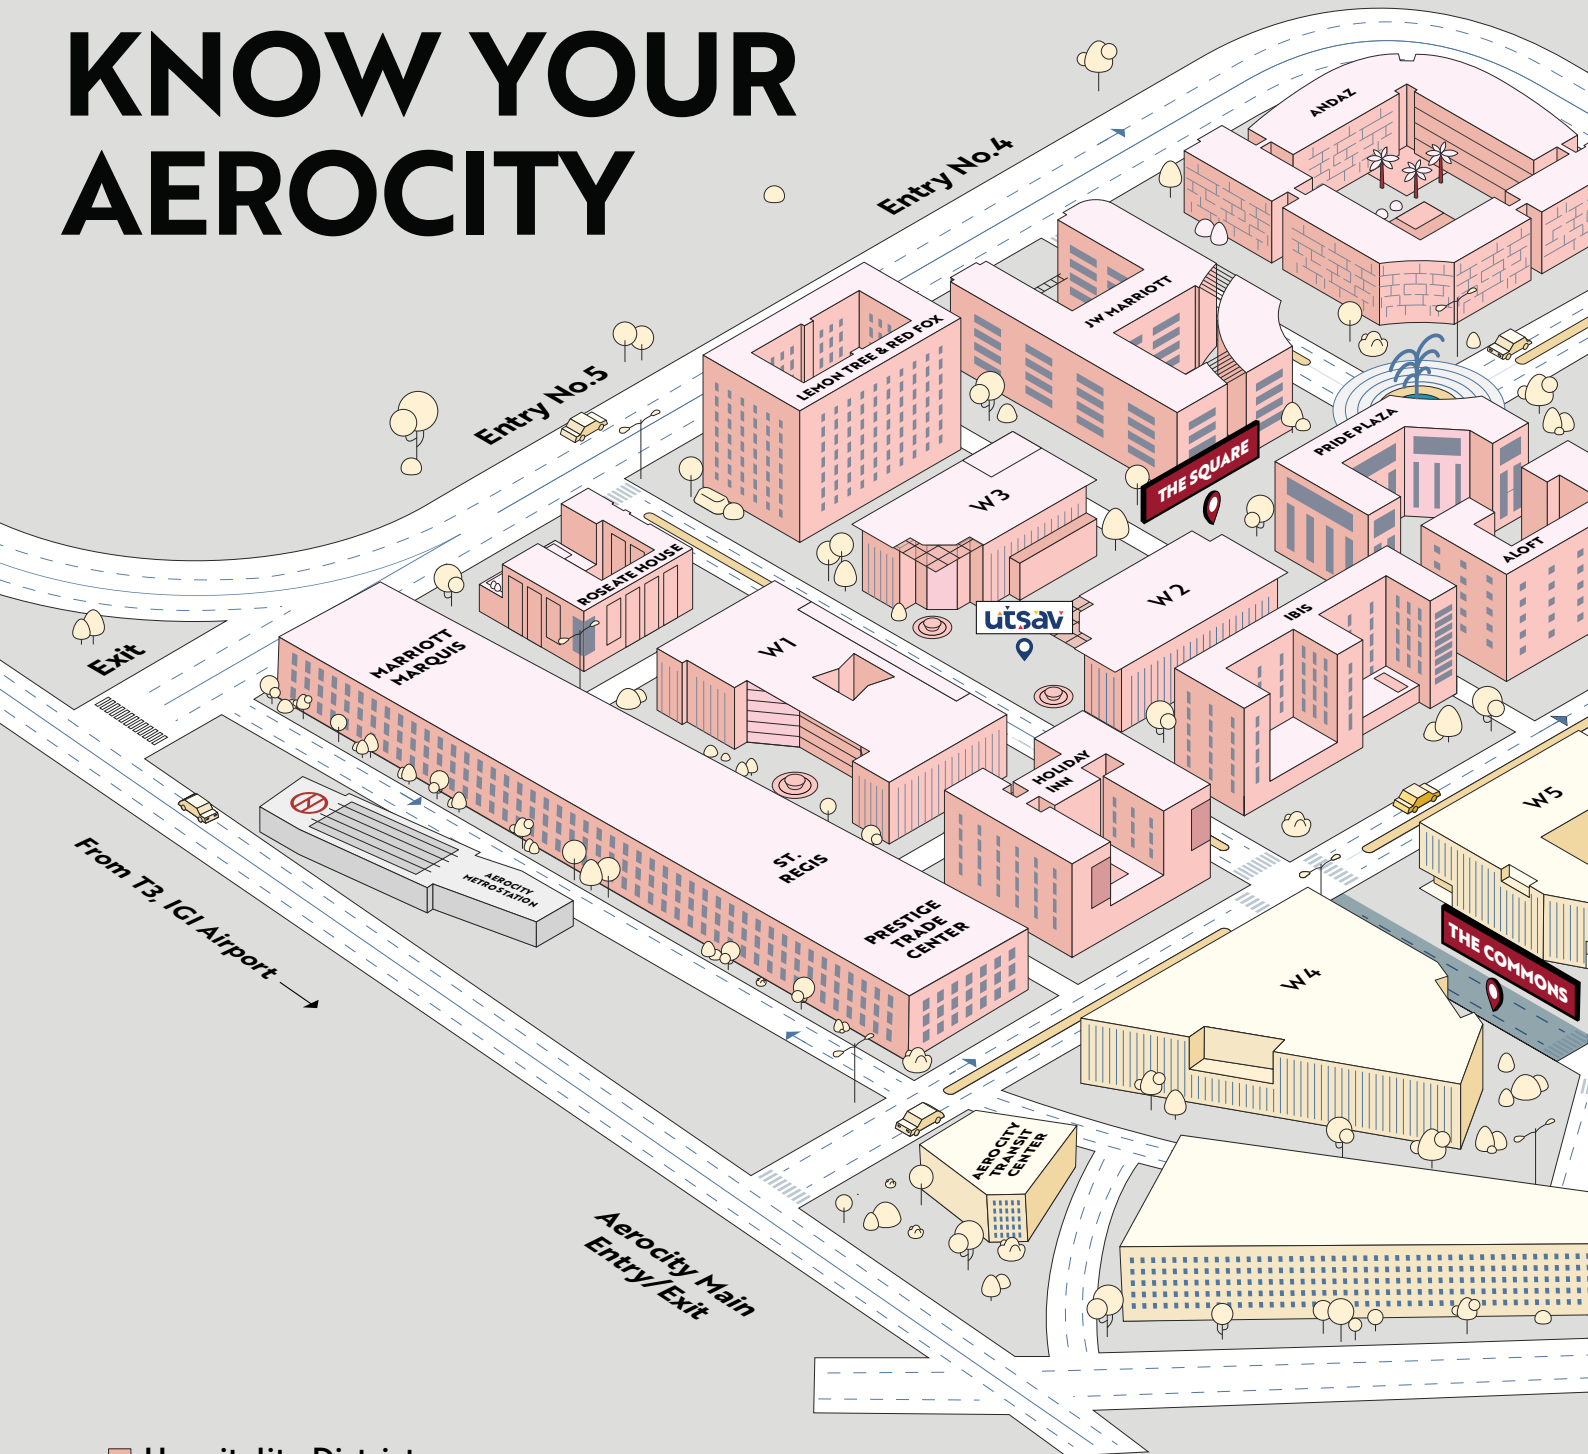 KNOW YOUR
AEROCITY
ANDAZ
Entry No.4
JW MARRIOTT
LEMON TREE & RED FOX
Entry No.5
PRIDE PLAZA
THE SQUARE
W3
ALOFT
ROSEATE HOUSE
W2
utsav
IBIS
W1
MARRIOTT
MARQUIS
Exit
HOLIDAY
INN
W5
From T3, IGI Airport
AEROCITY
METRO STATION
ST.
REGIS
PRESTIGE
TRADE
CENTER
THE COMMONS
W4
AEROCITY
TRANSIT
CENTER
Aerocity Main
Entry/Exit
Hospitality District